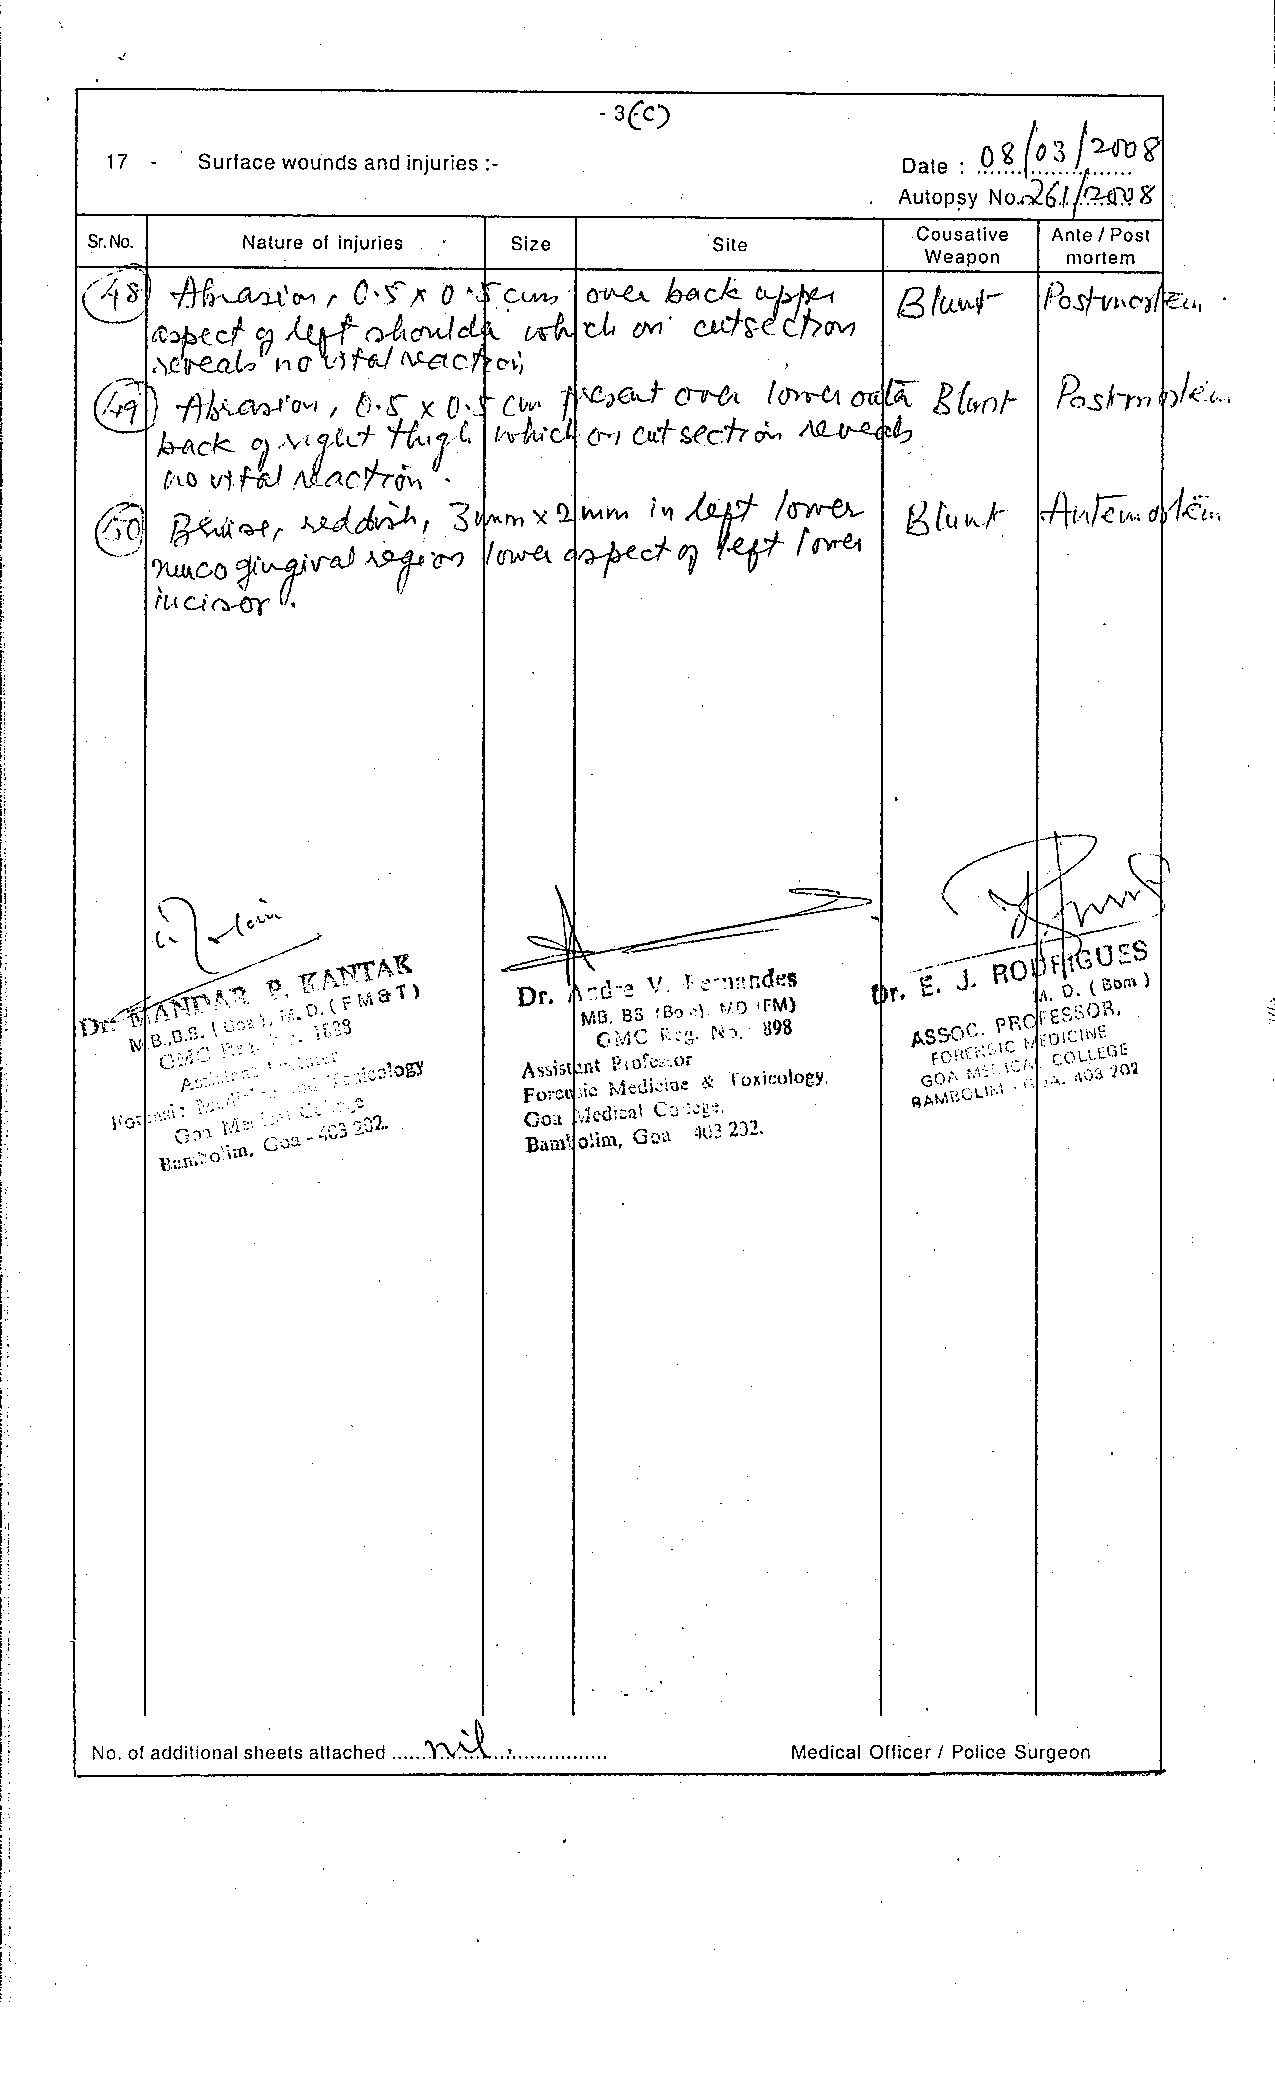 - 3(C)
17 - Surface wounds and injuries :- Date : 08/03/2008
Autopsy No. 261/2008
Sr.No. Nature of injuries Size Site Cousative Weapon Ante / Post mortem
48 Abrasion, 0.5 x 0.5 cms over back upper Blunt Postmortem
aspect of left shoulder which on cutsection
reveals no vital reaction
49 Abrasion, 0.5 x 0.5 cm present over lower outer Blunt Postmortem
back of right thigh which on cut section reveals
no vital reaction.
50 Bruise, reddish, 3 mm x 2 mm in left lower Blunt Antemortem
mucogingival region lower aspect of left lower
incisor.
Dr. MANDAR P. KANTAK
M.B.,B.S. (Goa), M.D. (FM&T)
GMC Reg.
Forensic Medicine and Toxicology
Goa Medical College
Bambolim, Goa - 403 202.
Dr. Andre V. Fernandes
MB. BS (Bom) MD (FM)
GMC Reg. No. 898
Assistant Professor
Forensic Medicine & Toxicology,
Goa Medical College,
Bambolim, Goa 403 202.
Dr. E. J. RODRIGUES
M. D. (Bom)
ASSOC. PROFESSOR,
FORENSIC MEDICINE
GOA MEDICAL COLLEGE
BAMBOLIM - GOA. 403 202
No. of additional sheets attached ......nil................ Medical Officer / Police Surgeon